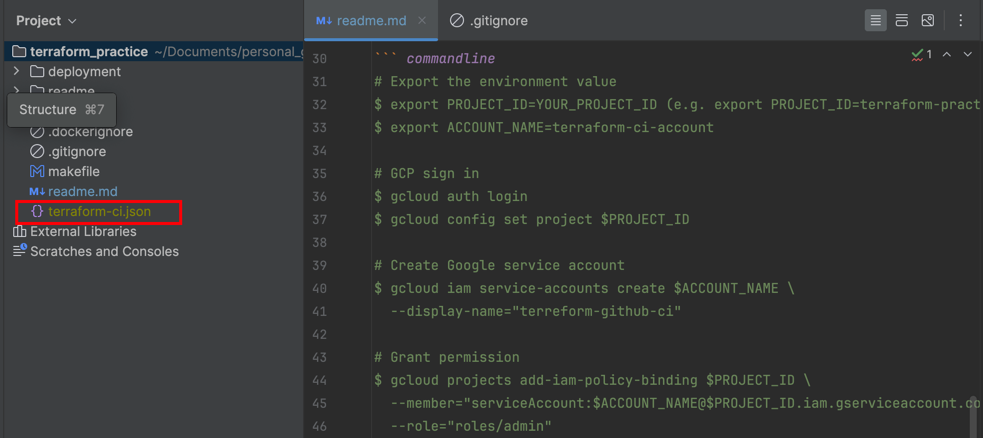 Project
terraform_practice ~/Documents/personal_
deployment
readme
Structure ⌘7
.dockerignore
.gitignore
makefile
M↓ readme.md
{} terraform-ci.json
External Libraries
Scratches and Consoles
M↓ readme.md × .gitignore
1
30 ``` commandline
31 # Export the environment value
32 $ export PROJECT_ID=YOUR_PROJECT_ID (e.g. export PROJECT_ID=terraform-pract
33 $ export ACCOUNT_NAME=terraform-ci-account
34
35 # GCP sign in
36 $ gcloud auth login
37 $ gcloud config set project $PROJECT_ID
38
39 # Create Google service account
40 $ gcloud iam service-accounts create $ACCOUNT_NAME \
41 --display-name="terreform-github-ci"
42
43 # Grant permission
44 $ gcloud projects add-iam-policy-binding $PROJECT_ID \
45 --member="serviceAccount:$ACCOUNT_NAME@$PROJECT_ID.iam.gserviceaccount.co
46 --role="roles/admin"